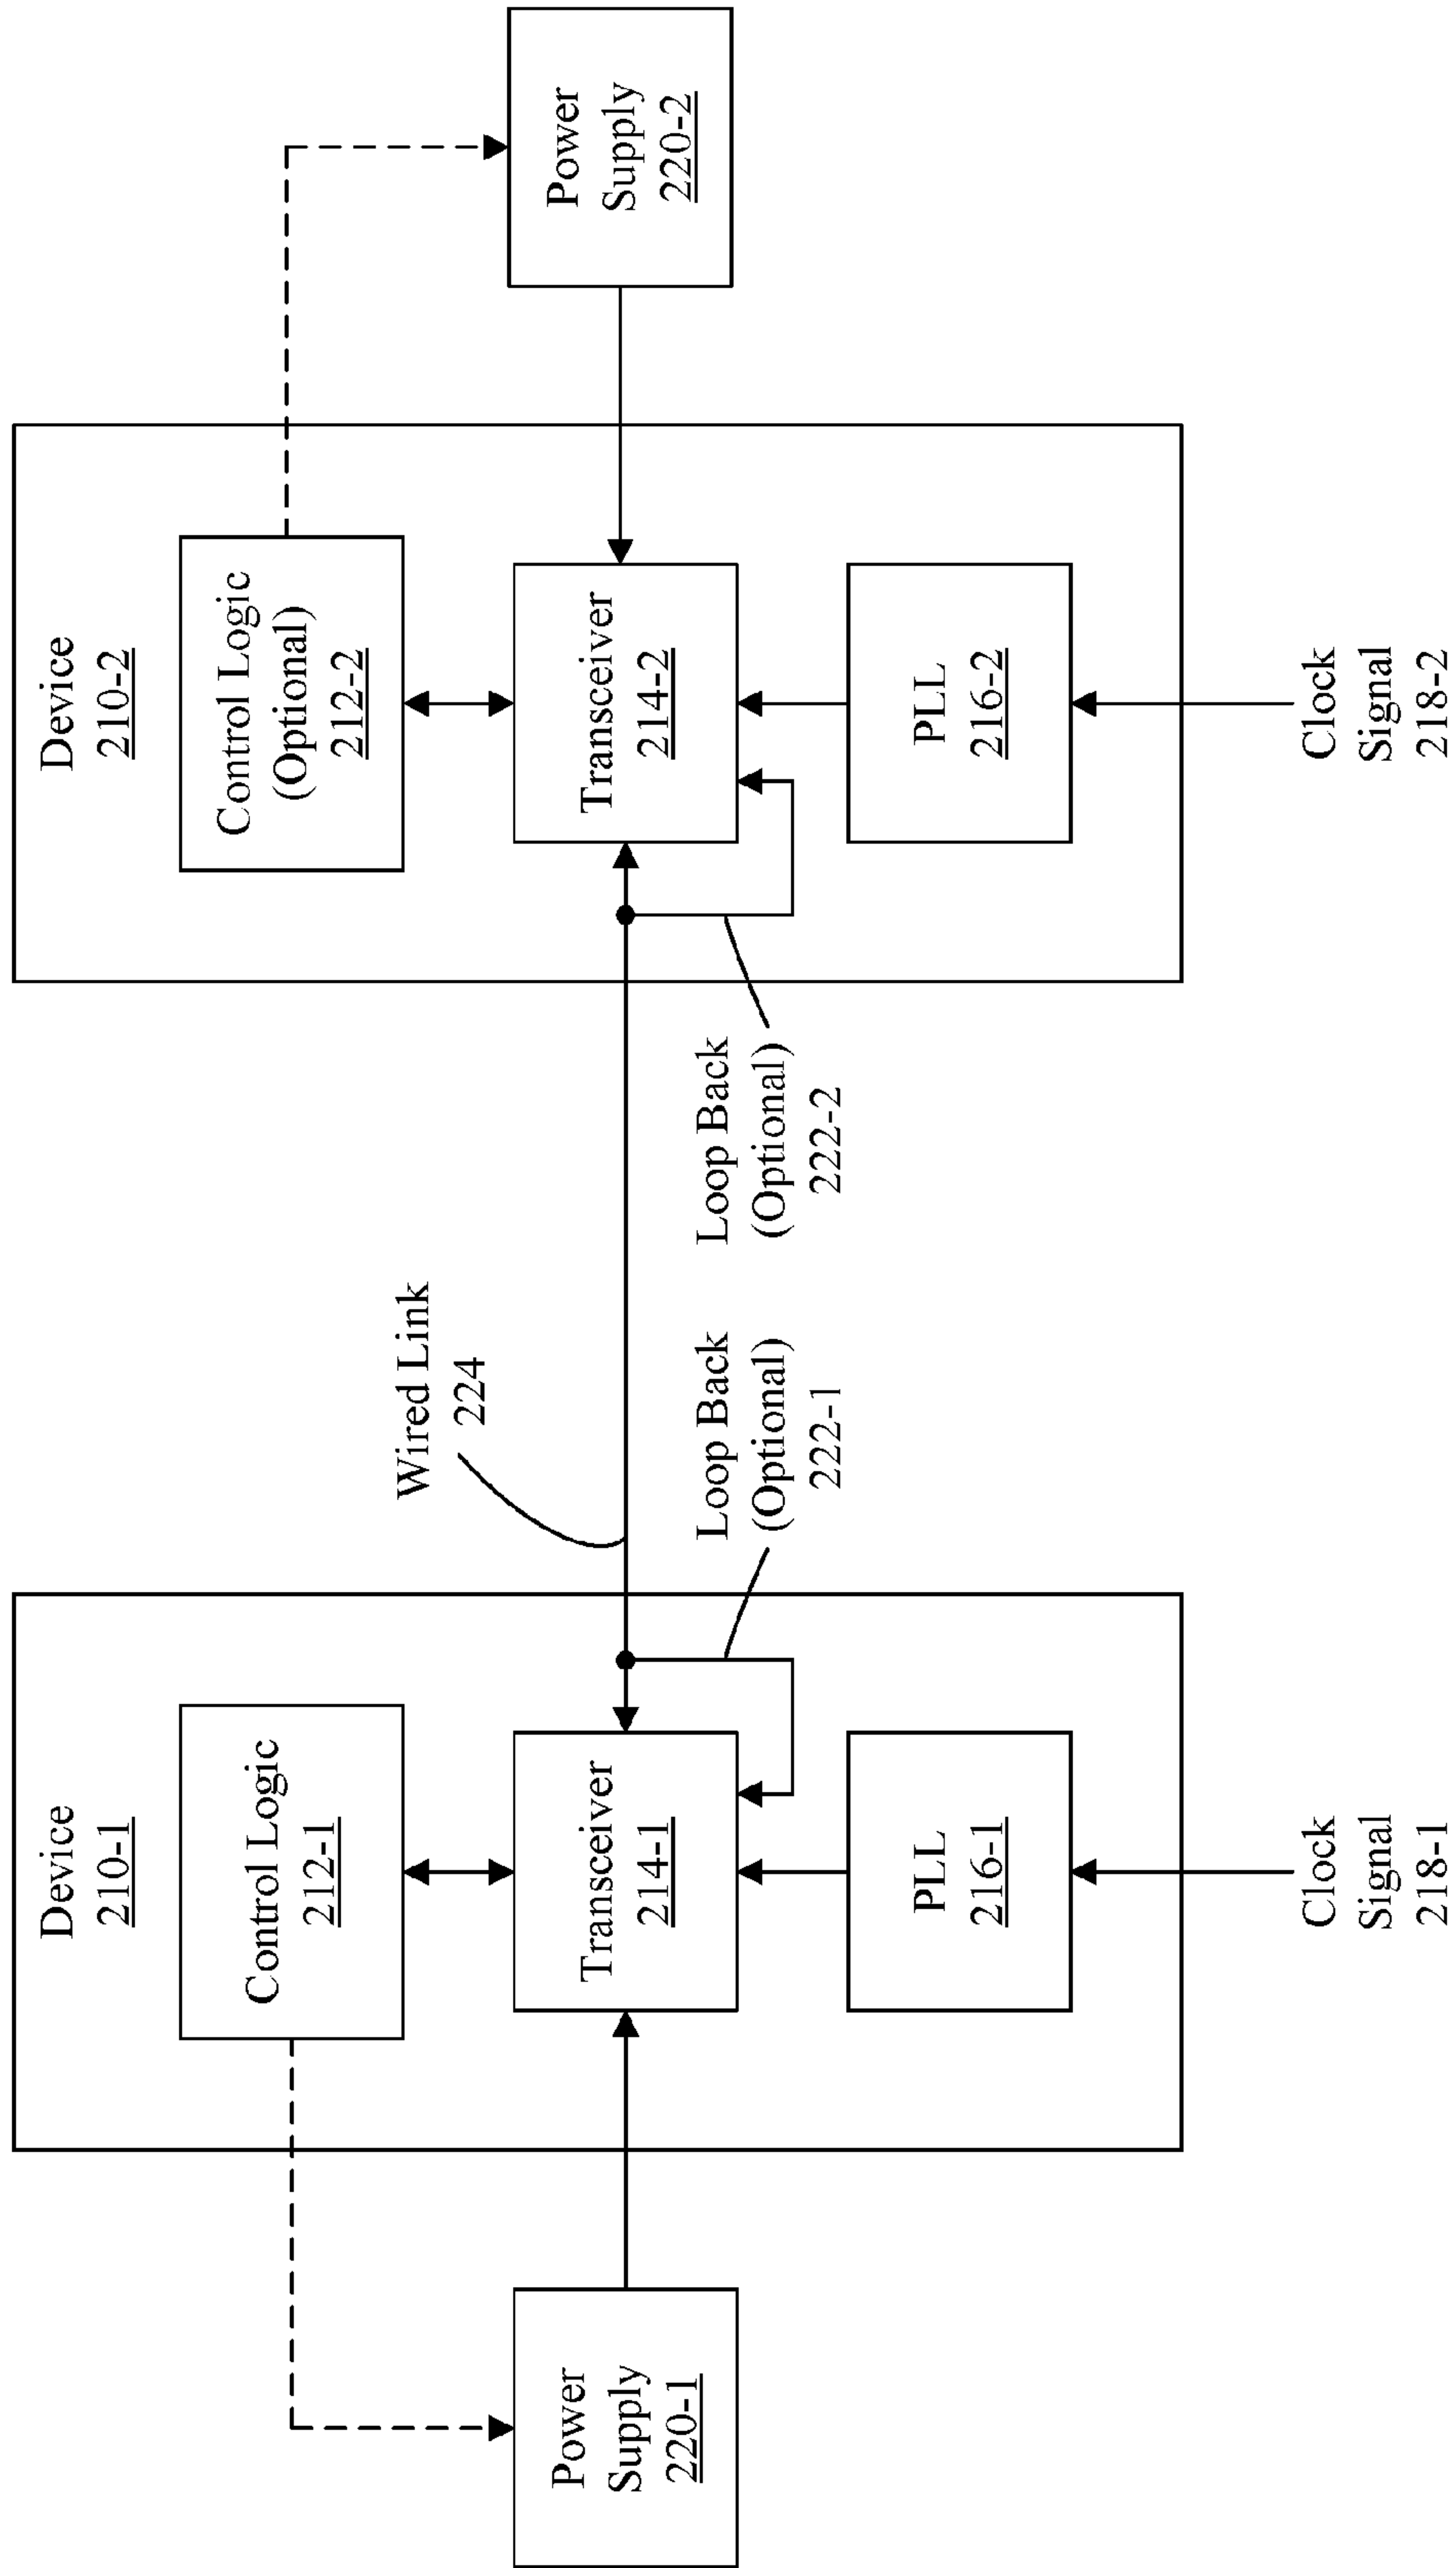 Device
210-1
Control Logic
212-1
Power
Supply
220-1
Transceiver
214-1
PLL
216-1
Clock
Signal
218-1
Wired Link
224
Loop Back
(Optional)
222-1
Loop Back
(Optional)
222-2
Device
210-2
Control Logic
(Optional)
212-2
Transceiver
214-2
Power
Supply
220-2
PLL
216-2
Clock
Signal
218-2